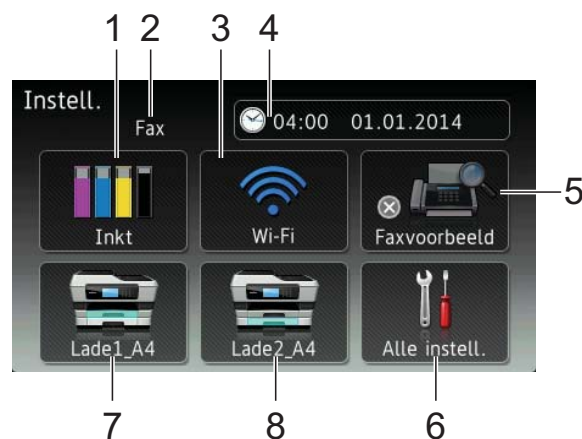 1 2 3 4
Instell.
Fax
04:00 01.01.2014
5
Inkt Wi-Fi Faxvoorbeeld
Lade1_A4 Lade2_A4 Alle instell.
7 8 6